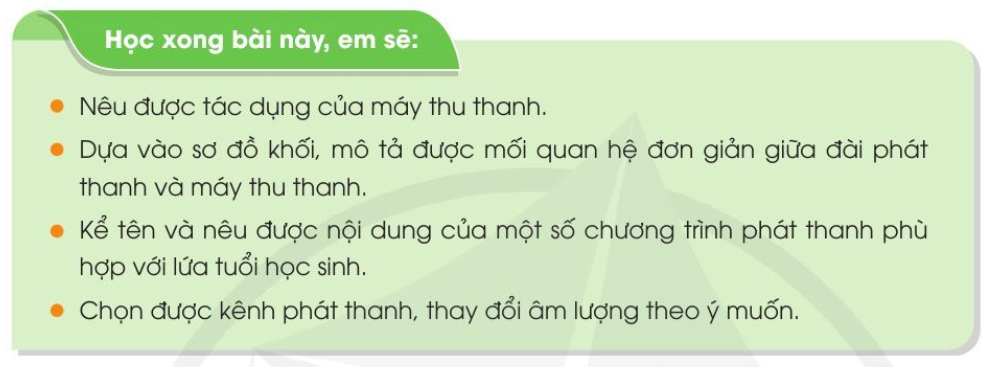 Học xong bài này, em sẽ:
Nêu được tác dụng của máy thu thanh.
Dựa vào sơ đồ khối, mô tả được mối quan hệ đơn giản giữa đài phát
thanh và máy thu thanh.
Kể tên và nêu được nội dung của một số chương trình phát thanh phù
hợp với lứa tuổi học sinh.
Chọn được kênh phát thanh, thay đổi âm lượng theo ý muốn.